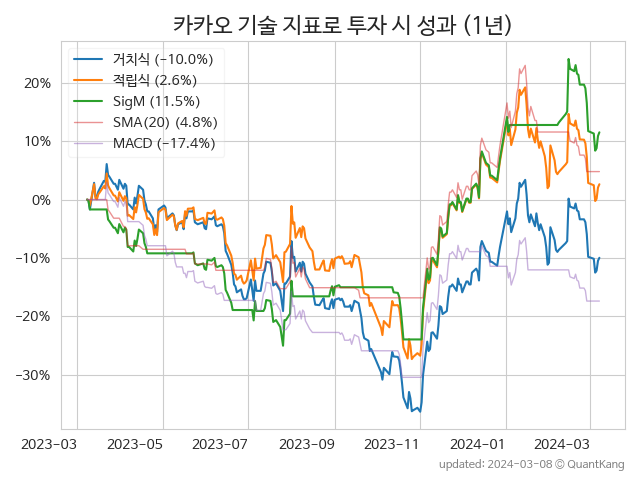 카카오 기술 지표로 투자 시 성과 (1년)
거치식 (−10.0%)
적립식 (2.6%)
SigM (11.5%)
SMA(20) (4.8%)
MACD (−17.4%)
20%
10%
0%
−10%
−20%
−30%
2023−03 2023−05 2023−07 2023−09 2023−11 2024−01 2024−03
updated: 2024−03−08 © QuantKang